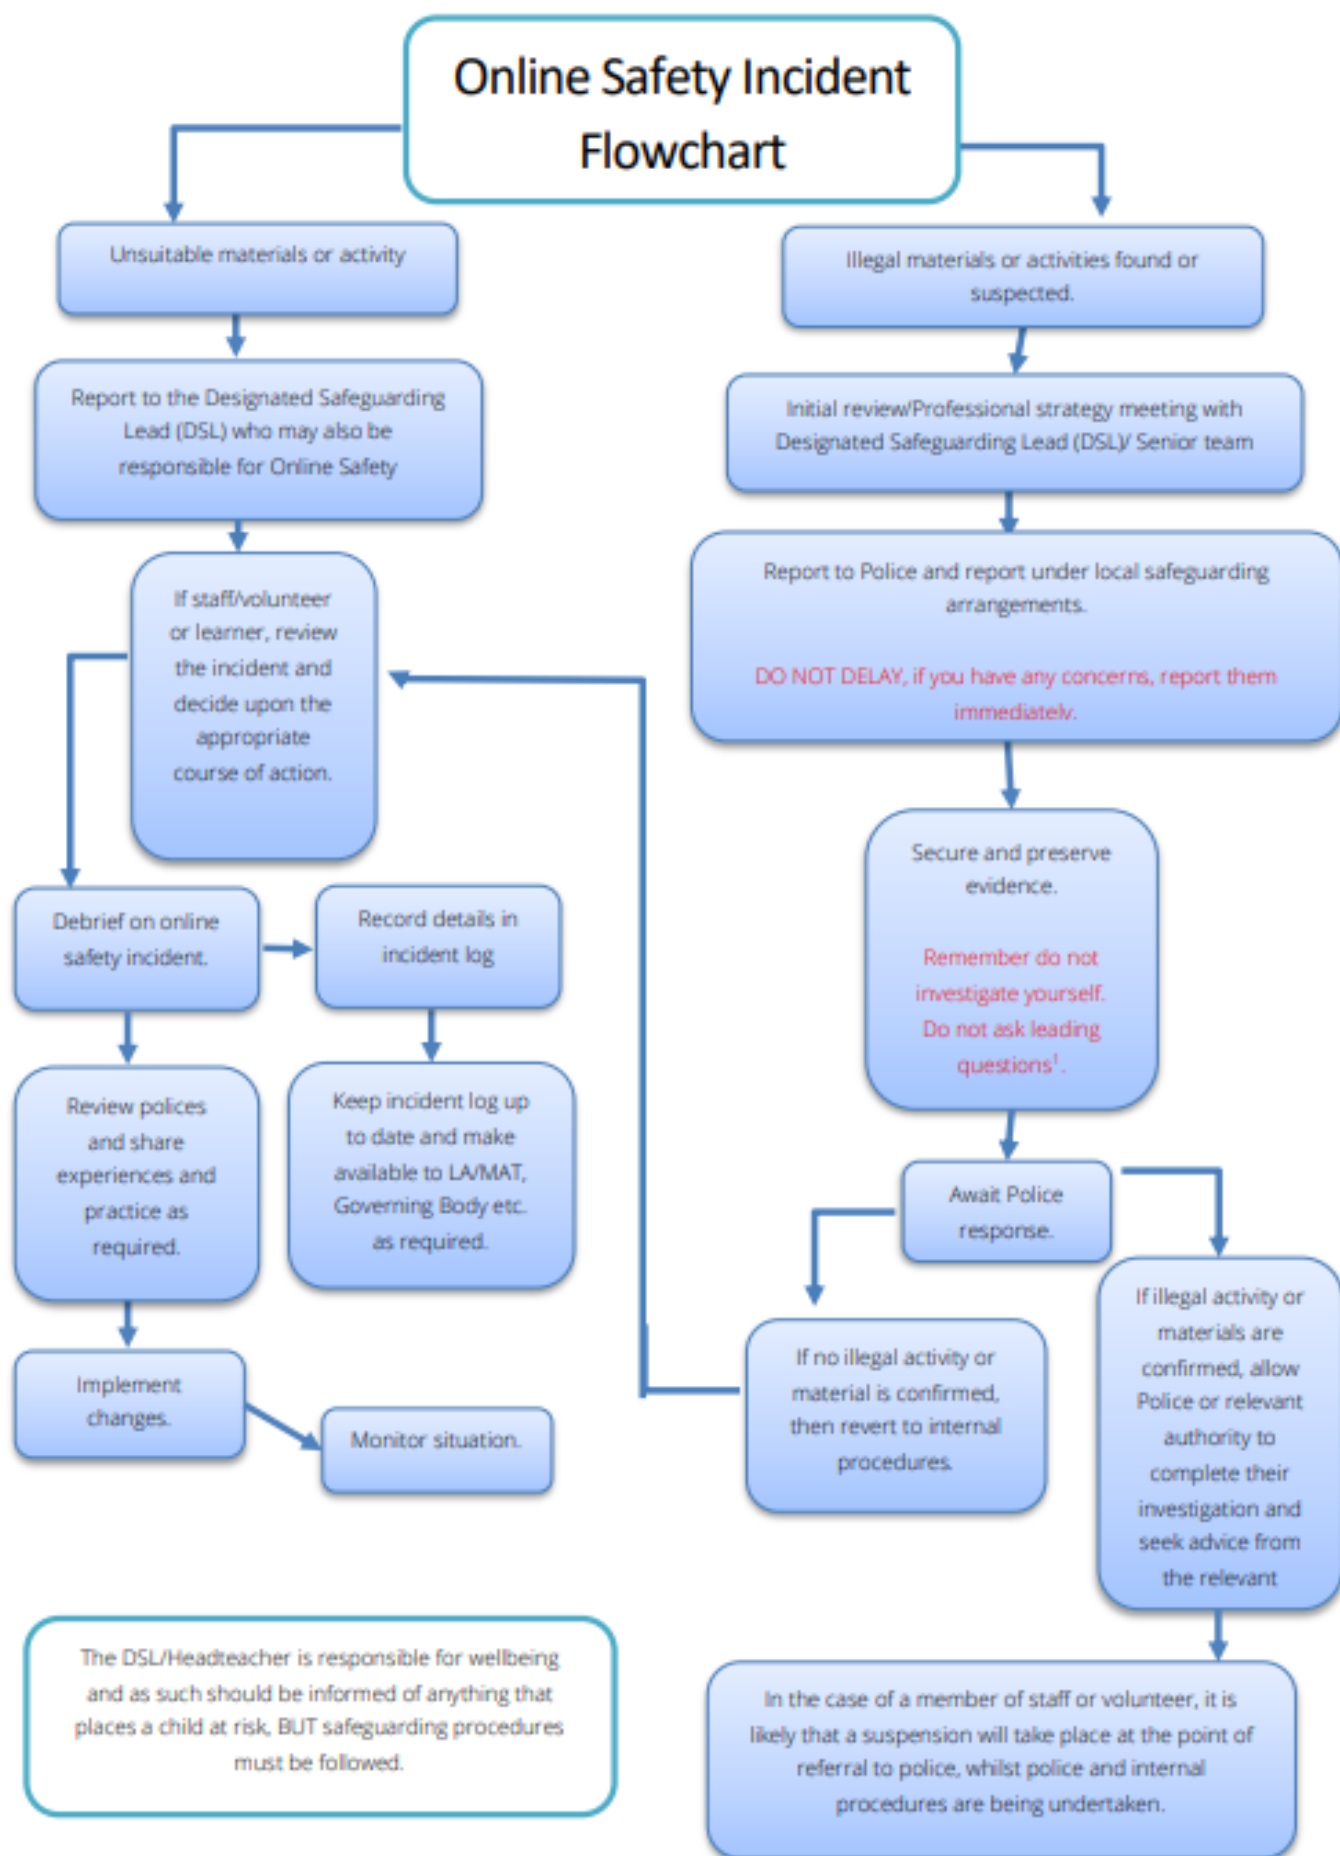 Online Safety Incident
Flowchart
Unsuitable materials or activity
Report to the Designated Safeguarding
Lead (DSL) who may also be
responsible for Online Safety
If staff/volunteer
or learner, review
the incident and
decide upon the
appropriate
course of action.
Debrief on online
safety incident.
Record details in
incident log
Review polices
and share
experiences and
practice as
required.
Keep incident log up
to date and make
available to LA/MAT,
Governing Body etc.
as required.
Implement
changes.
Monitor situation.
Illegal materials or activities found or
suspected.
Initial review/Professional strategy meeting with
Designated Safeguarding Lead (DSL)/ Senior team
Report to Police and report under local safeguarding
arrangements.
DO NOT DELAY, if you have any concerns, report them
immediately.
Secure and preserve
evidence.
Remember do not
investigate yourself.
Do not ask leading
questions¹.
Await Police
response.
If no illegal activity or
material is confirmed,
then revert to internal
procedures.
If illegal activity or
materials are
confirmed, allow
Police or relevant
authority to
complete their
investigation and
seek advice from
the relevant
In the case of a member of staff or volunteer, it is
likely that a suspension will take place at the point of
referral to police, whilst police and internal
procedures are being undertaken.
The DSL/Headteacher is responsible for wellbeing
and as such should be informed of anything that
places a child at risk, BUT safeguarding procedures
must be followed.